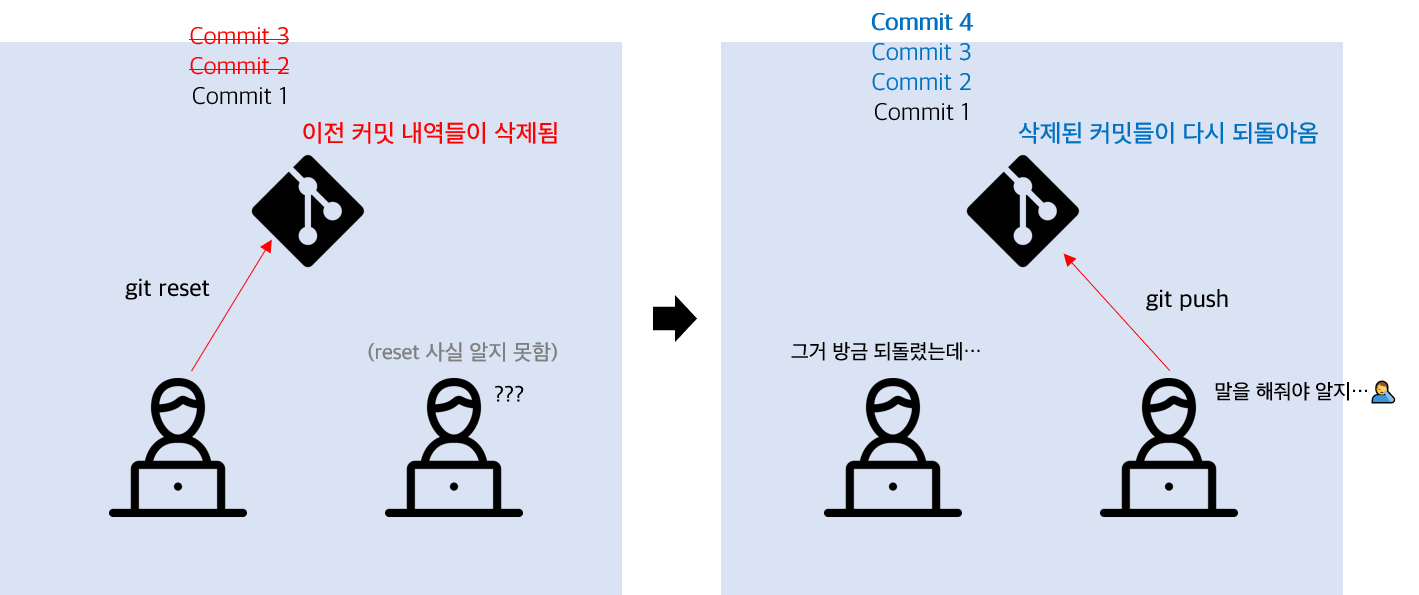 Commit 3
Commit 2
Commit 1
이전 커밋 내역들이 삭제됨
git reset
(reset 사실 알지 못함)
???
Commit 4
Commit 3
Commit 2
Commit 1
삭제된 커밋들이 다시 되돌아옴
git push
그거 방금 되돌렸는데…
말을 해줘야 알지…🤦